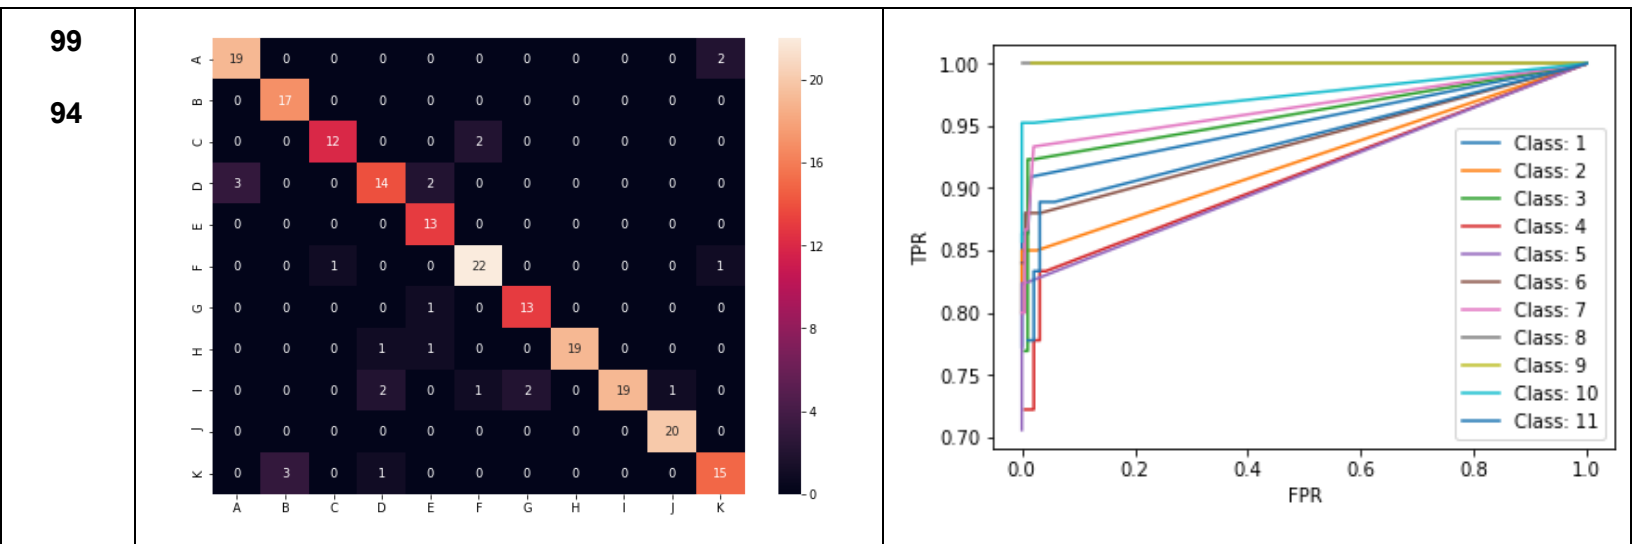 99
94
A 19 0 0 0 0 0 0 0 0 0 2
B 0 17 0 0 0 0 0 0 0 0 0
C 0 0 12 0 0 2 0 0 0 0 0
D 3 0 0 14 2 0 0 0 0 0 0
E 0 0 0 0 13 0 0 0 0 0 0
F 0 0 1 0 0 22 0 0 0 0 1
G 0 0 0 0 1 0 13 0 0 0 0
H 0 0 0 1 1 0 0 19 0 0 0
I 0 0 0 2 0 1 2 0 19 1 0
J 0 0 0 0 0 0 0 0 0 20 0
K 0 3 0 1 0 0 0 0 0 0 15
A B C D E F G H I J K
20
16
12
8
4
0
TPR
1.00
0.95
0.90
0.85
0.80
0.75
0.70
Class: 1
Class: 2
Class: 3
Class: 4
Class: 5
Class: 6
Class: 7
Class: 8
Class: 9
Class: 10
Class: 11
0.0 0.2 0.4 0.6 0.8 1.0
FPR